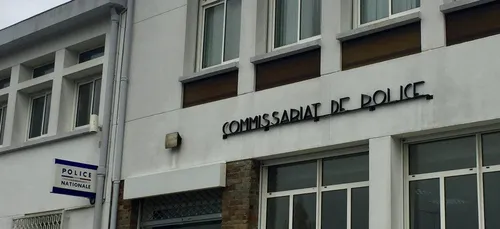 COMMISSARIAT DE POLICE
POLICE
NATIONALE